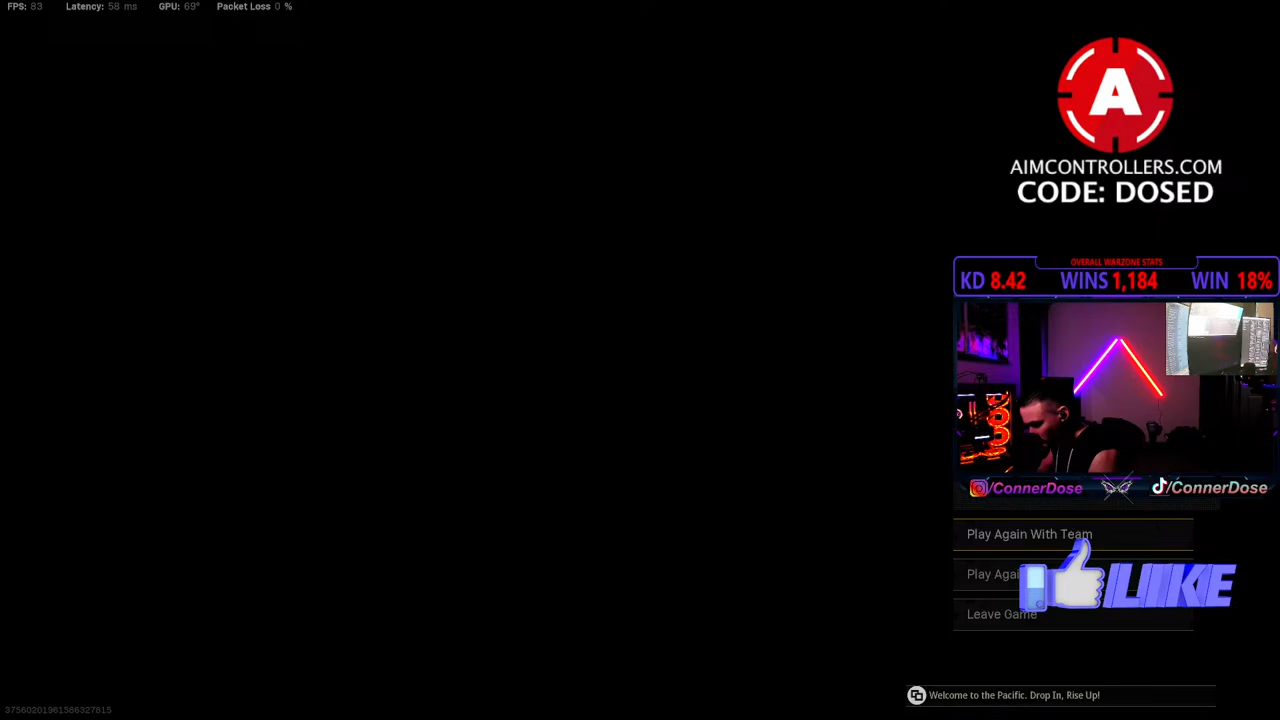 FPS: 83 Latency: 58 ms GPU: 69° Packet Loss 0 %
A
AIMCONTROLLERS.COM
CODE: DOSED
OVERALL WARZONE STATS
KD 8.42 WINS 1,184 WIN 18%
/ConnerDose /ConnerDose
Play Again With Team
Play Agai
LIKE
Leave Game
Welcome to the Pacific. Drop In, Rise Up!
37560201961586327815